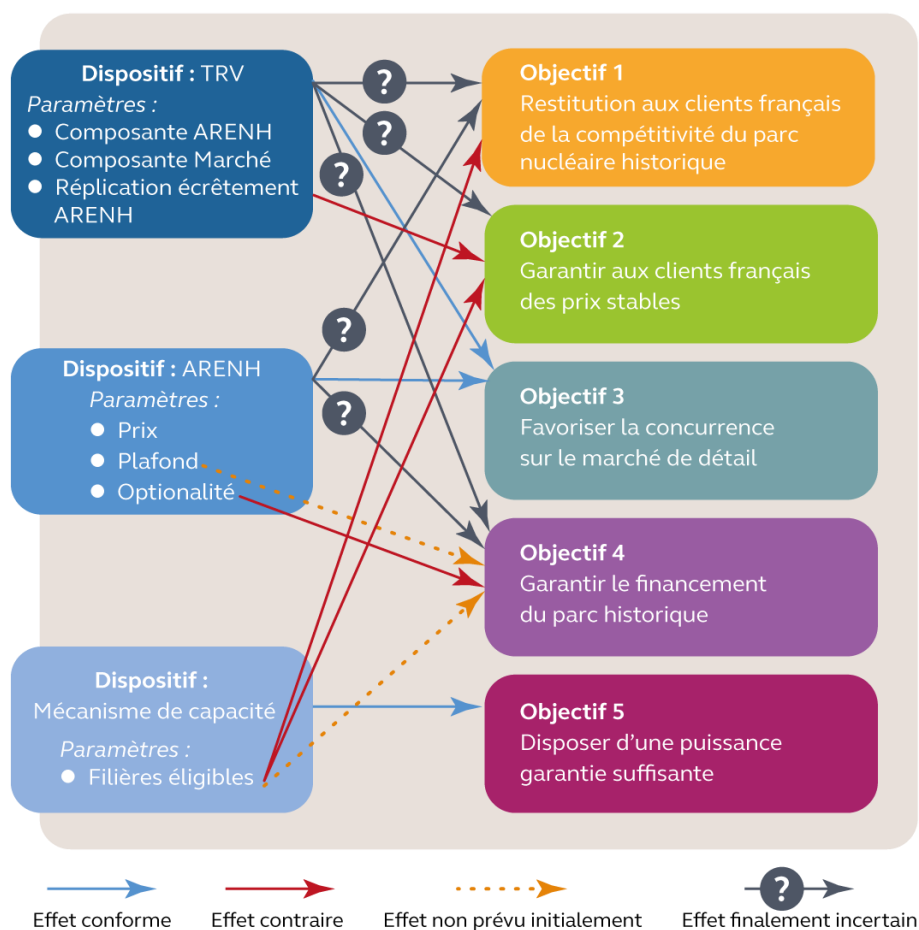 Dispositif : TRV
Paramètres :
Composante ARENH
Composante Marché
Réplication écrêtement
ARENH
?
?
?
Objectif 1
Restitution aux clients français
de la compétitivité du parc
nucléaire historique
Objectif 2
Garantir aux clients français
des prix stables
?
Dispositif : ARENH
Paramètres :
Prix
Plafond
Optionalité
?
Objectif 3
Favoriser la concurrence
sur le marché de détail
Objectif 4
Garantir le financement
du parc historique
Dispositif :
Mécanisme de capacité
Paramètres :
Filières éligibles
Objectif 5
Disposer d’une puissance
garantie suffisante
?
Effet conforme
Effet contraire
Effet non prévu initialement
Effet finalement incertain